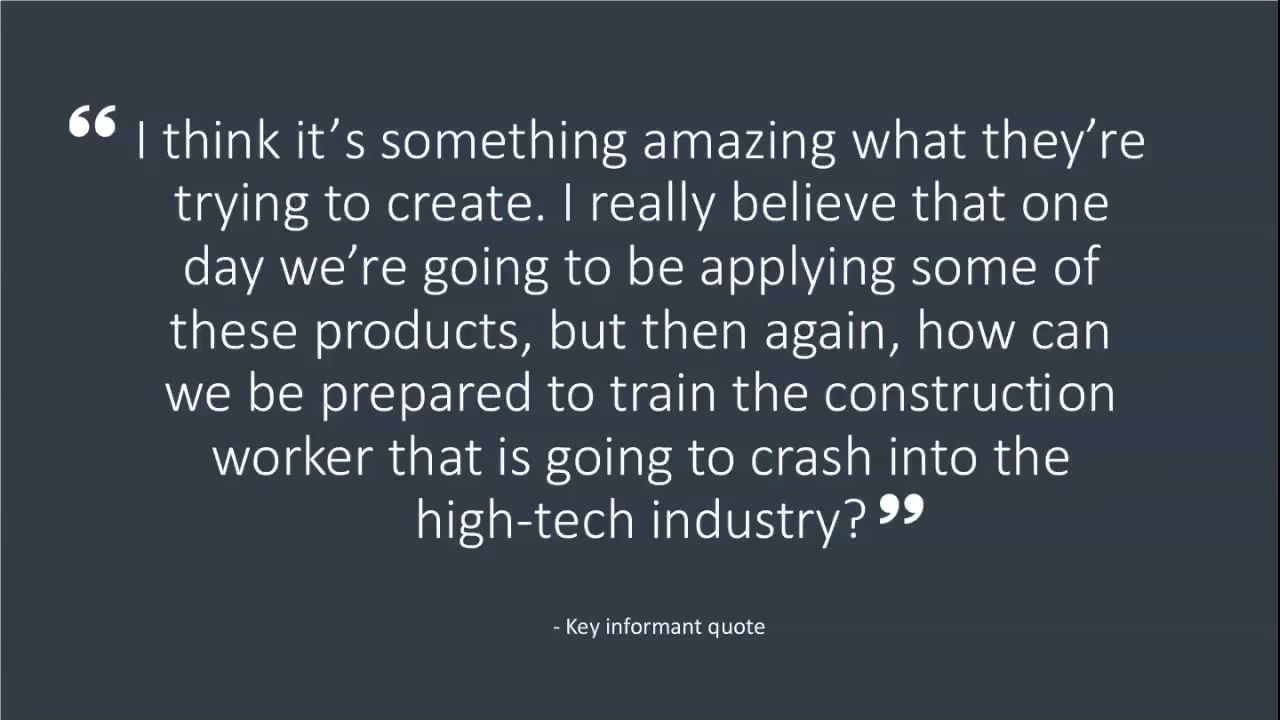 “ I think it’s something amazing what they’re
trying to create. I really believe that one
day we’re going to be applying some of
these products, but then again, how can
we be prepared to train the construction
worker that is going to crash into the
high-tech industry? ”
- Key informant quote